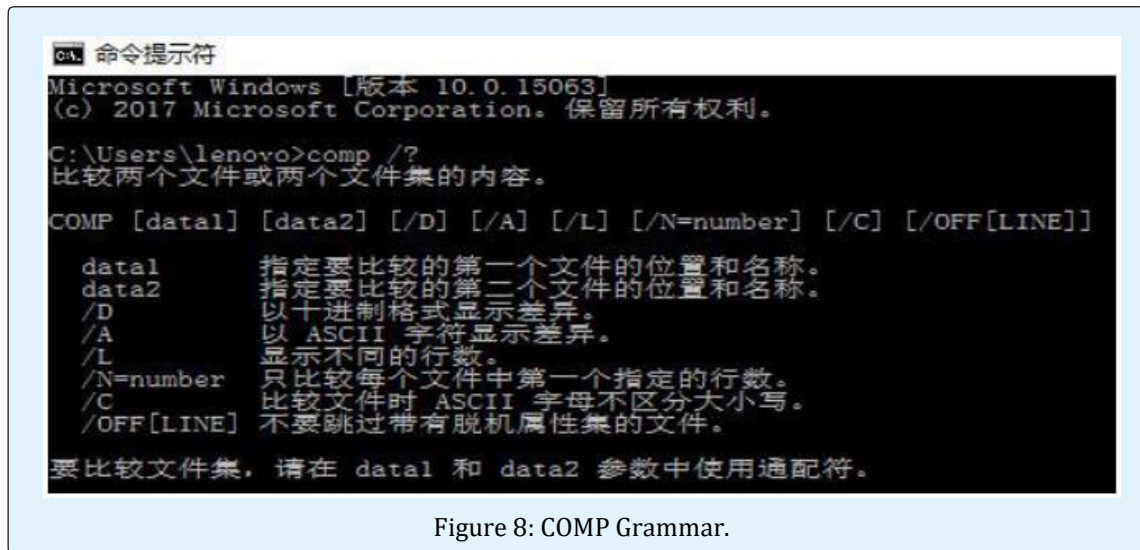 命令提示符
Microsoft Windows [版本 10.0.15063]
(c) 2017 Microsoft Corporation。保留所有权利。
C:\Users\lenovo>comp /?
比较两个文件或两个文件集的内容。
COMP [data1] [data2] [/D] [/A] [/L] [/N=number] [/C] [/OFF[LINE]]
data1 指定要比较的第一个文件的位置和名称。
data2 指定要比较的第二个文件的位置和名称。
/D 以十进制格式显示差异。
/A 以 ASCII 字符显示差异。
/L 显示不同的行数。
/N=number 只比较每个文件中第一个指定的行数。
/C 比较文件时 ASCII 字母不区分大小写。
/OFF[LINE] 不要跳过带有脱机属性集的文件。
要比较文件集，请在 data1 和 data2 参数中使用通配符。
Figure 8: COMP Grammar.